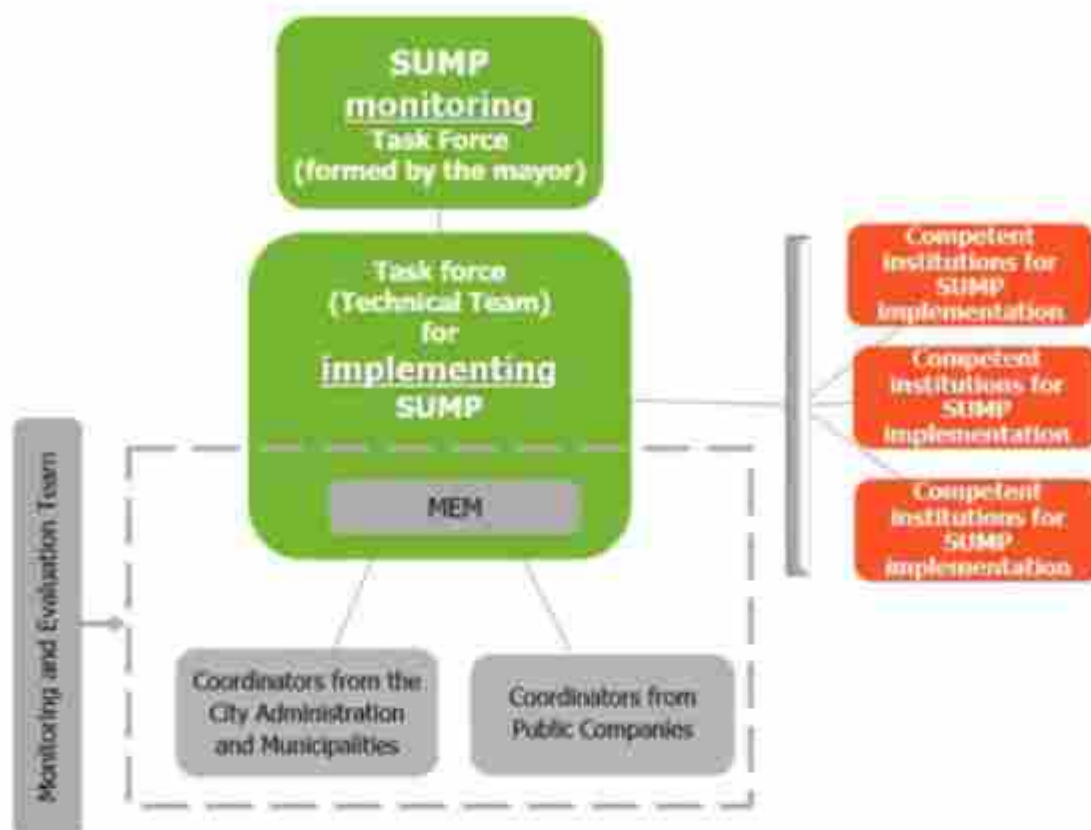 SUMP
monitoring
Task Force
(formed by the mayor)
Task force
(Technical Team)
for
implementing
SUMP
MEM
Coordinators from the
City Administration
and Municipalities
Coordinators from
Public Companies
Monitoring and Evaluation Team
Competent
institutions for
SUMP
implementation
Competent
institutions for
SUMP
implementation
Competent
institutions for
SUMP
implementation